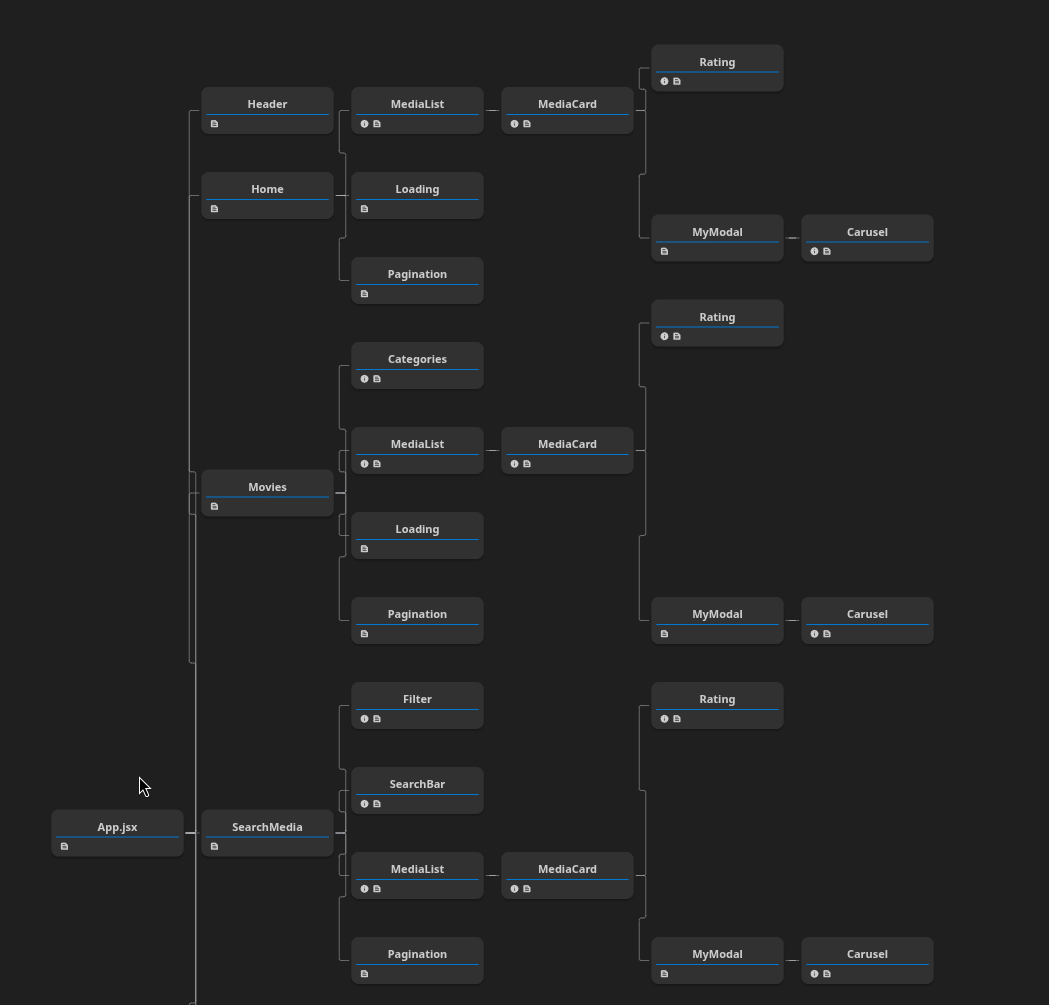 Rating
Header
MediaList
MediaCard
Home
Loading
MyModal
Carusel
Pagination
Rating
Categories
MediaList
MediaCard
Movies
Loading
Pagination
MyModal
Carusel
Filter
Rating
SearchBar
App.jsx
SearchMedia
MediaList
MediaCard
Pagination
MyModal
Carusel